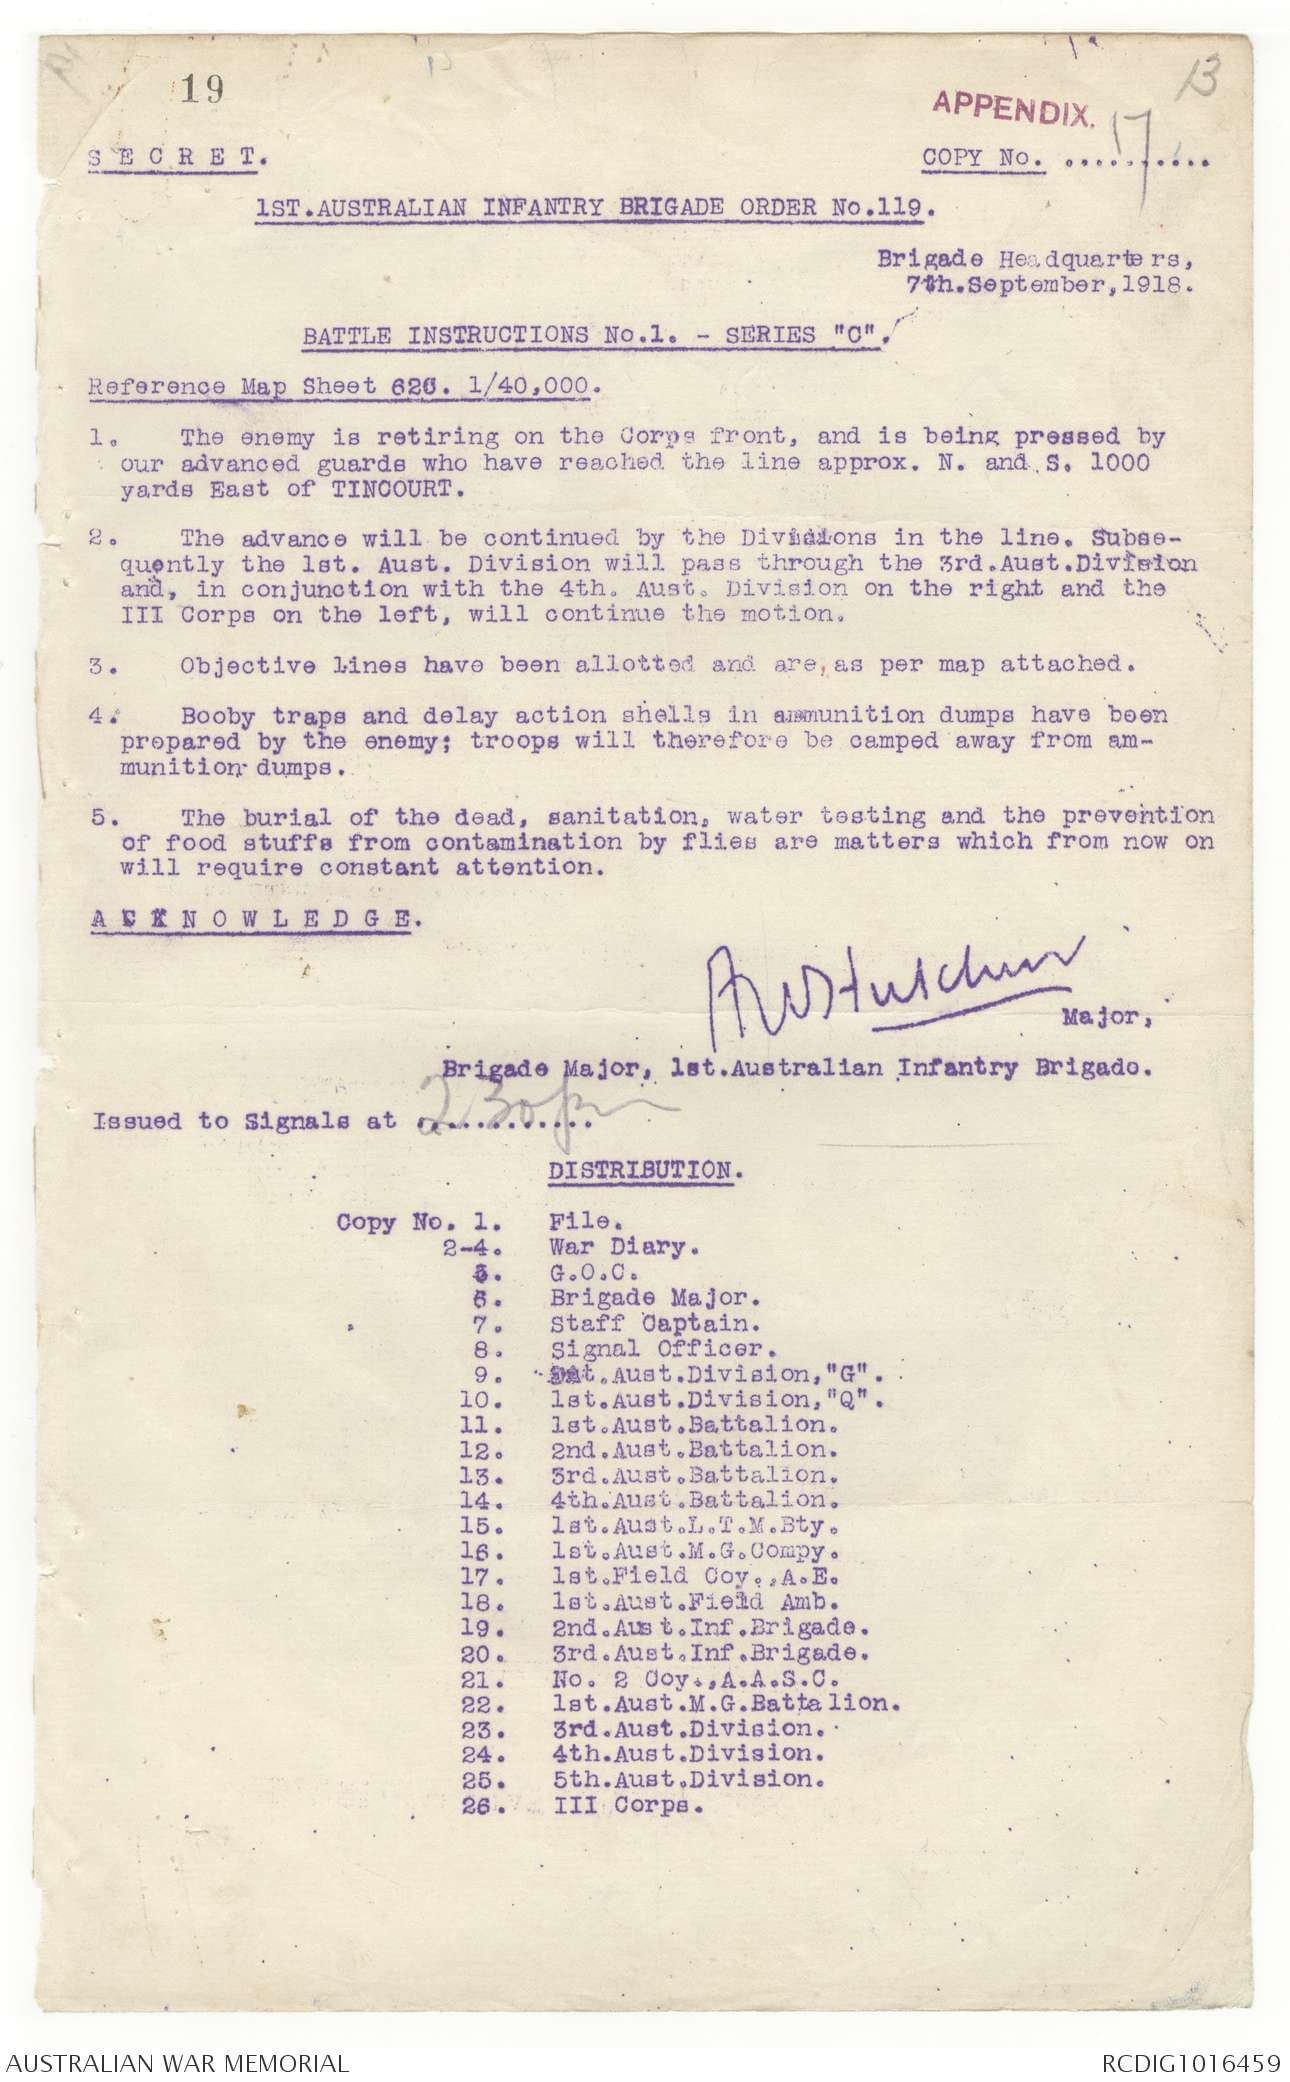 19
13
APPENDIX.
17
S E C R E T.
COPY No. ..........
1ST.AUSTRALIAN INFANTRY BRIGADE ORDER No.119.
Brigade Headquarters,
7th.September,1918.
BATTLE INSTRUCTIONS No.1. - SERIES "C".
Reference Map Sheet 62C. 1/40,000.
1. The enemy is retiring on the Corps front, and is being pressed by
our advanced guards who have reached the line approx. N. and S. 1000
yards East of TINCOURT.
2. The advance will be continued by the Divisions in the line. Subse-
quently the 1st. Aust. Division will pass through the 3rd.Aust.Division
and, in conjunction with the 4th. Aust. Division on the right and the
III Corps on the left, will continue the motion.
3. Objective Lines have been allotted and are, as per map attached.
4. Booby traps and delay action shells in ammunition dumps have been
prepared by the enemy; troops will therefore be camped away from am-
munition dumps.
5. The burial of the dead, sanitation, water testing and the prevention
of food stuffs from contamination by flies are matters which from now on
will require constant attention.
A C K N O W L E D G E.
Major,
Brigade Major, 1st.Australian Infantry Brigade.
Issued to Signals at 2 30 pm
DISTRIBUTION.
Copy No. 1. File.
2-4. War Diary.
5. G.O.C.
6. Brigade Major.
7. Staff Captain.
8. Signal Officer.
9. 1st.Aust.Division,"G".
10. 1st.Aust.Division,"Q".
11. 1st.Aust.Battalion.
12. 2nd.Aust.Battalion.
13. 3rd.Aust.Battalion.
14. 4th.Aust.Battalion.
15. 1st.Aust.L.T.M.Bty.
16. 1st.Aust.M.G.Compy.
17. 1st.Field Coy.,A.E.
18. 1st.Aust.Field Amb.
19. 2nd.Aust.Inf.Brigade.
20. 3rd.Aust.Inf.Brigade.
21. No. 2 Coy.,A.A.S.C.
22. 1st.Aust.M.G.Battalion.
23. 3rd.Aust.Division.
24. 4th.Aust.Division.
25. 5th.Aust.Division.
26. III Corps.
AUSTRALIAN WAR MEMORIAL
RCDIG1016459